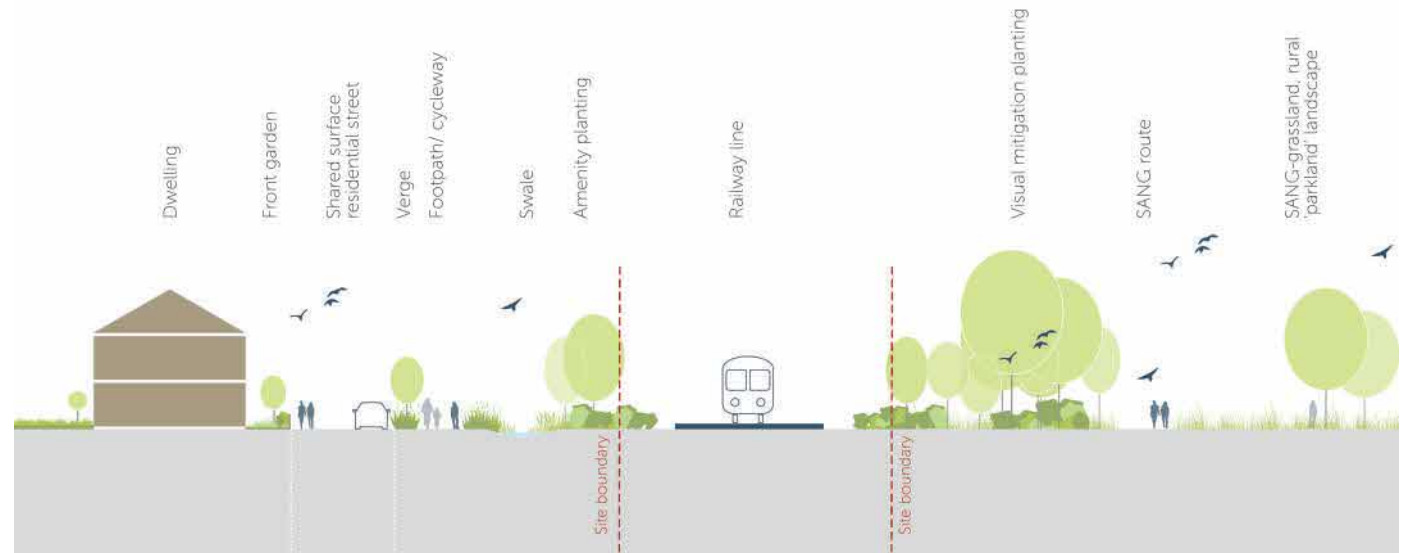 Dwelling
Front garden
Shared surface
residential street
Verge
Footpath/ cycleway
Swale
Amenity planting
Railway line
Visual mitigation planting
SANG route
SANG-grassland, rural
'parkland' landscape
Site boundary
Site boundary